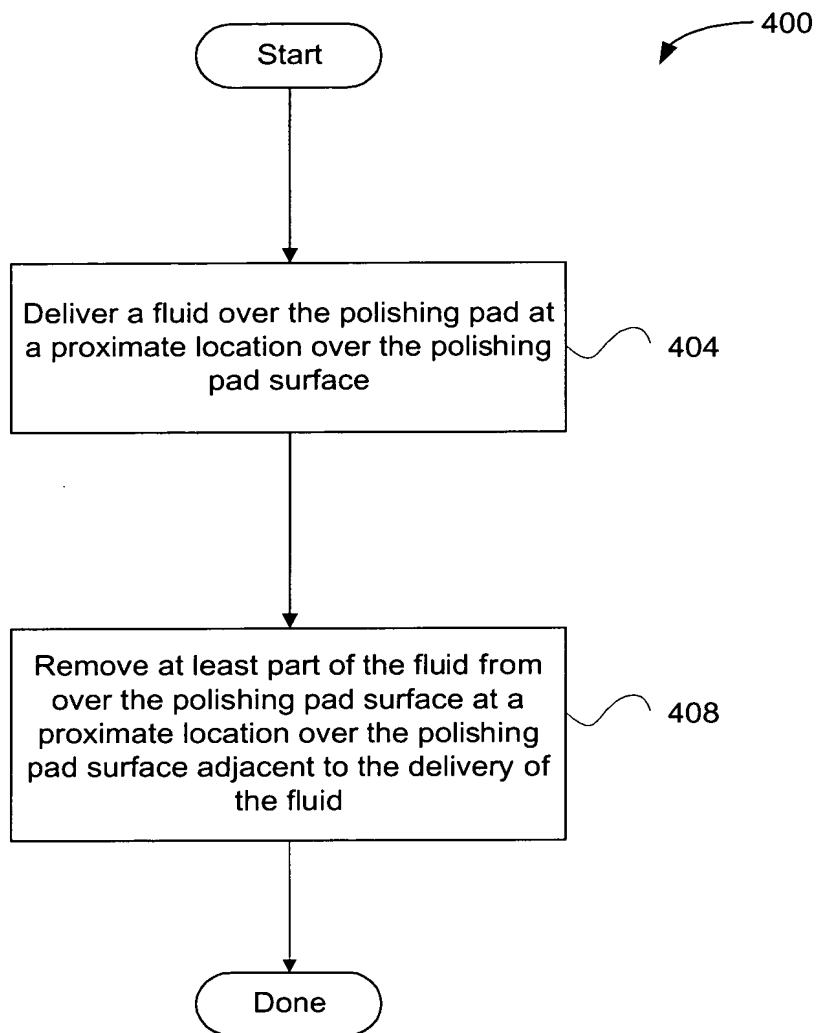 400
Start
Deliver a fluid over the polishing pad at
a proximate location over the polishing
pad surface
404
Remove at least part of the fluid from
over the polishing pad surface at a
proximate location over the polishing
pad surface adjacent to the delivery of
the fluid
408
Done